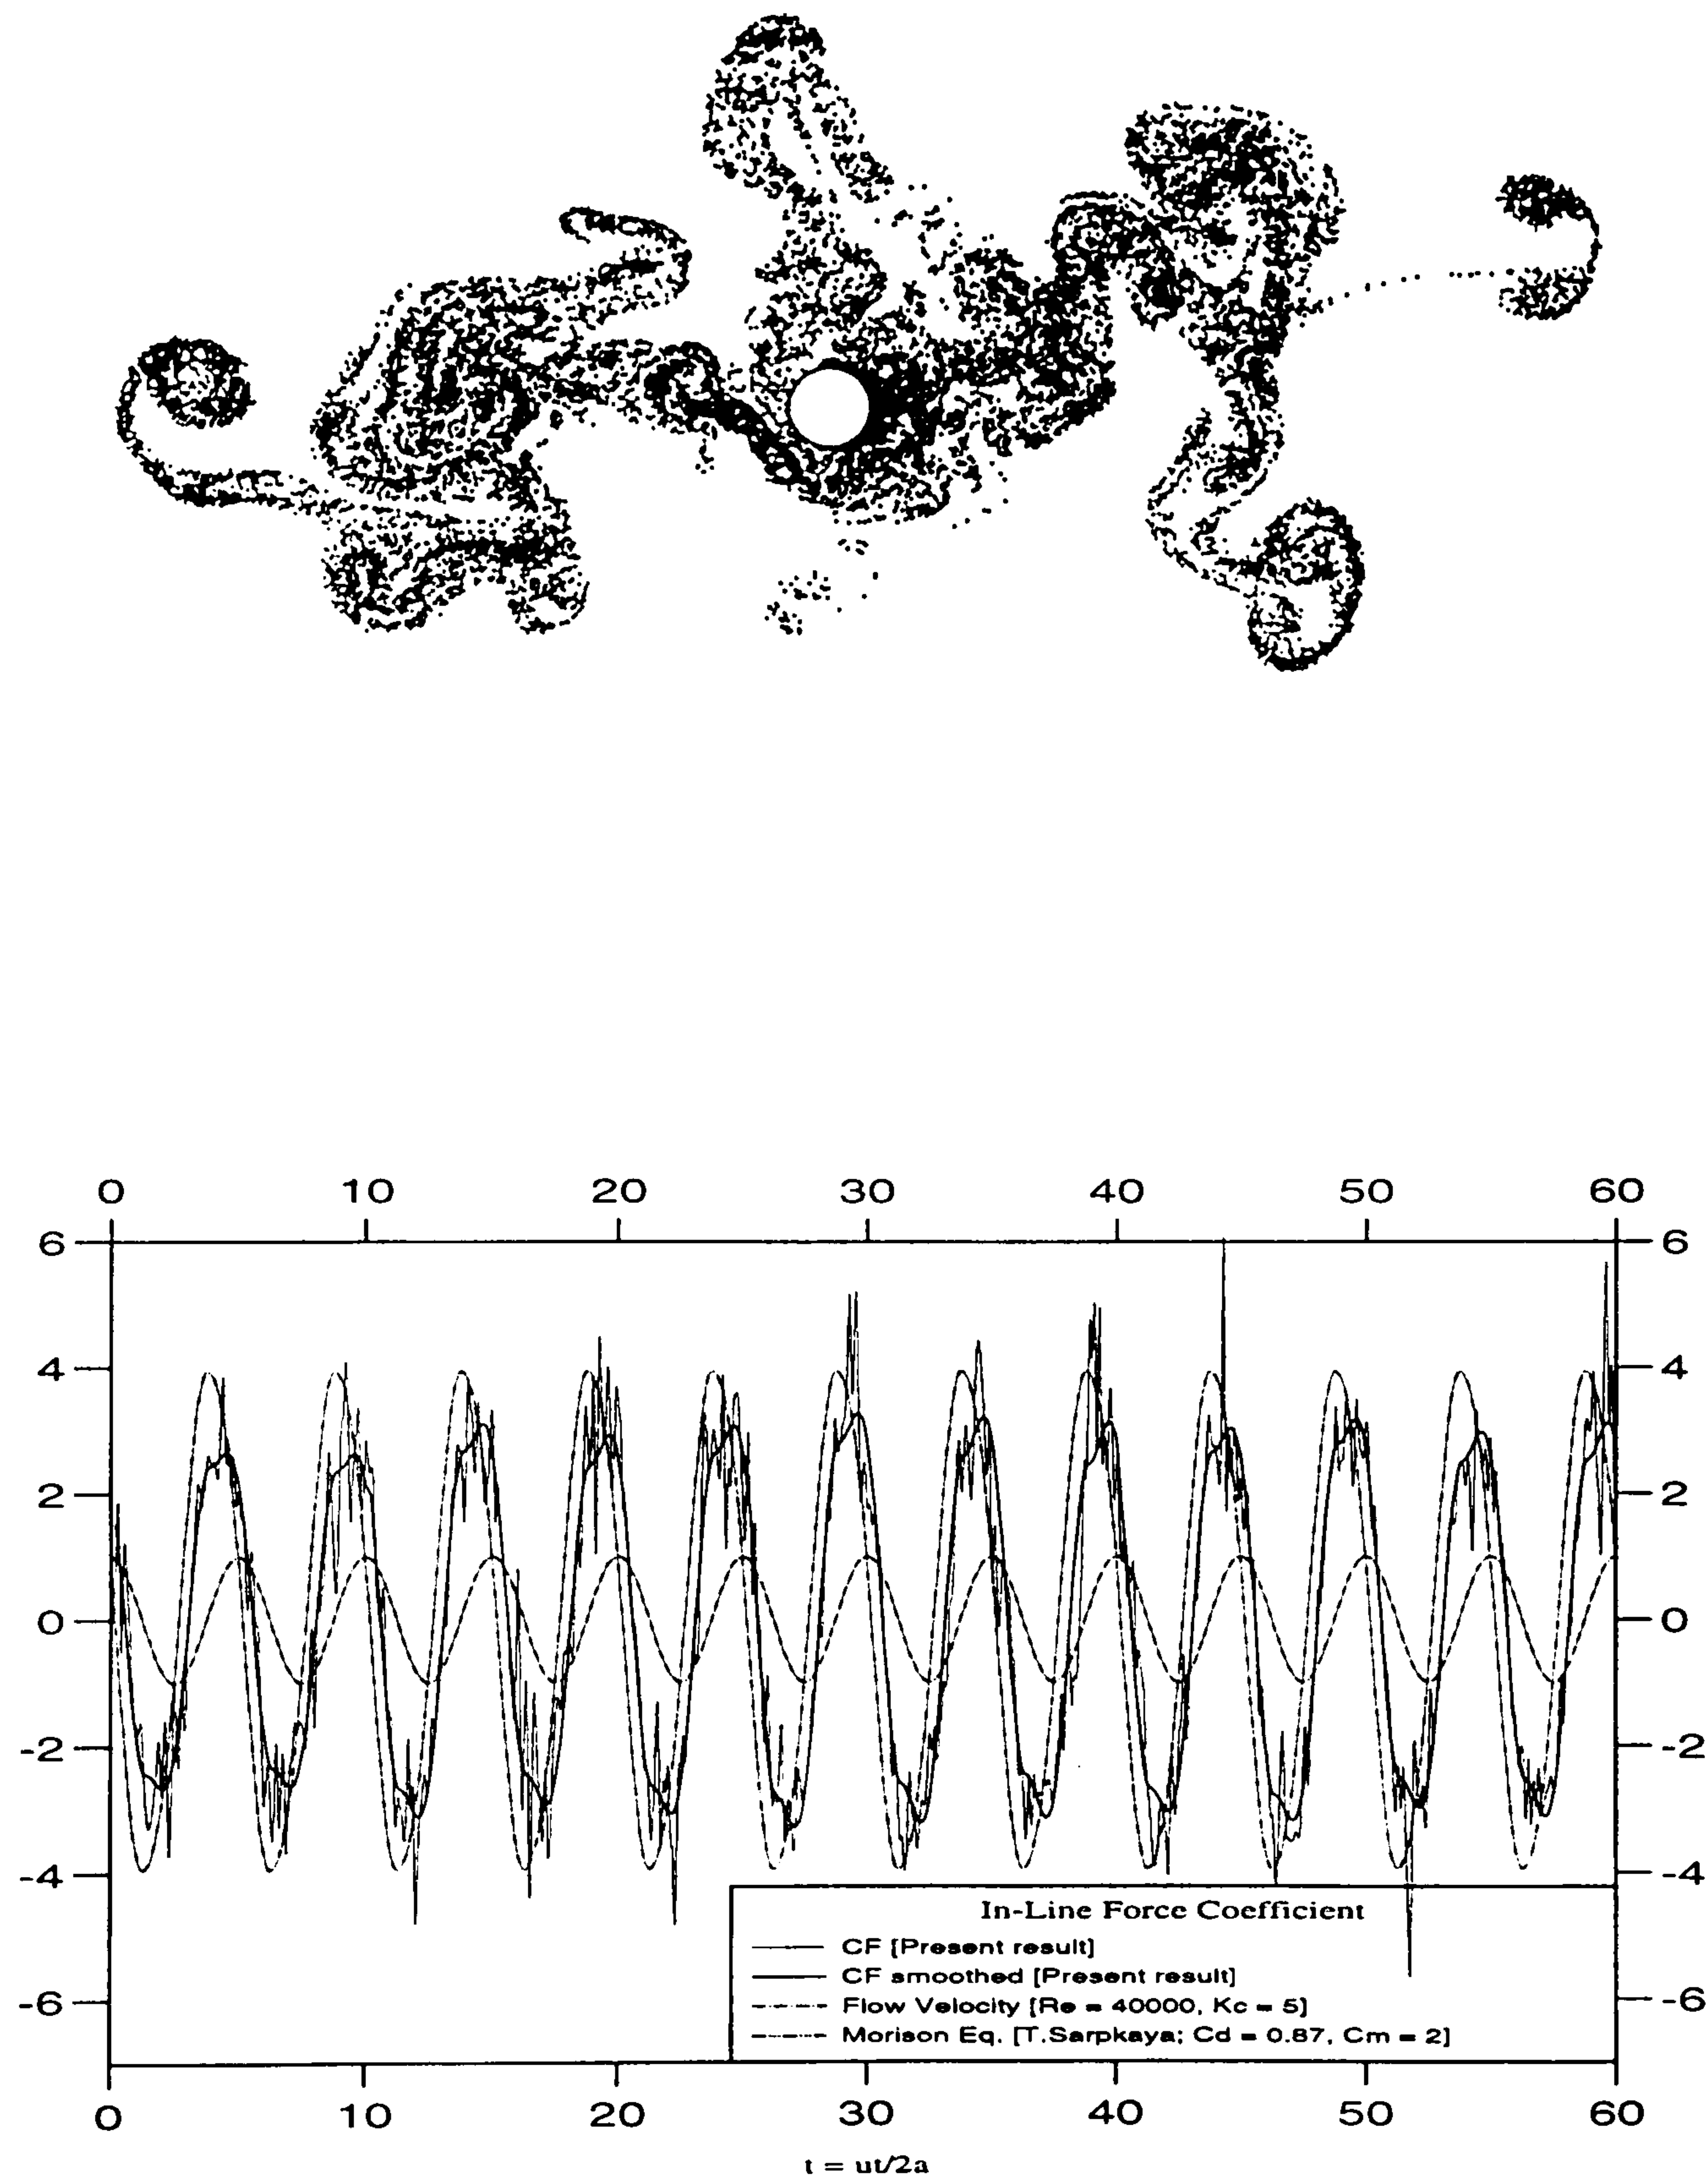 0 10 20 30 40 50 60
6 6
4 4
2 2
0 0
-2 -2
-4 -4
-6 -6
In-Line Force Coefficient
CF [Present result]
CF smoothed [Present result]
Flow Velocity [Re = 40000, Kc = 5]
Morison Eq. [T.Sarpkaya; Cd = 0.87, Cm = 2]
0 10 20 30 40 50 60
t = ut/2a